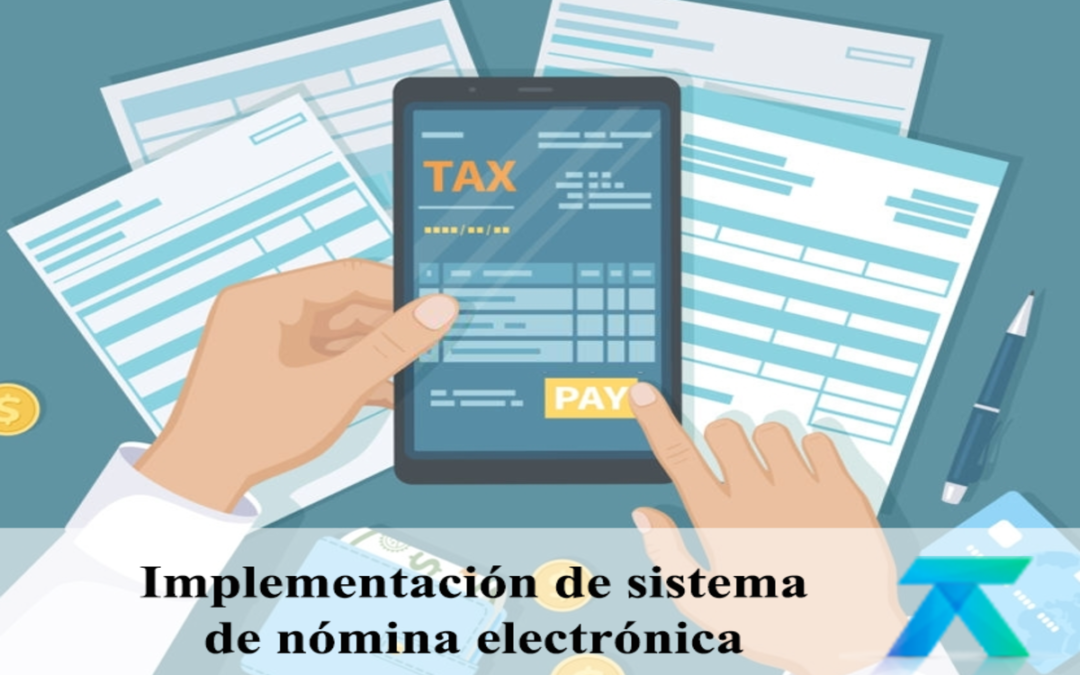 TAX
PAY
Implementación de sistema
de nómina electrónica